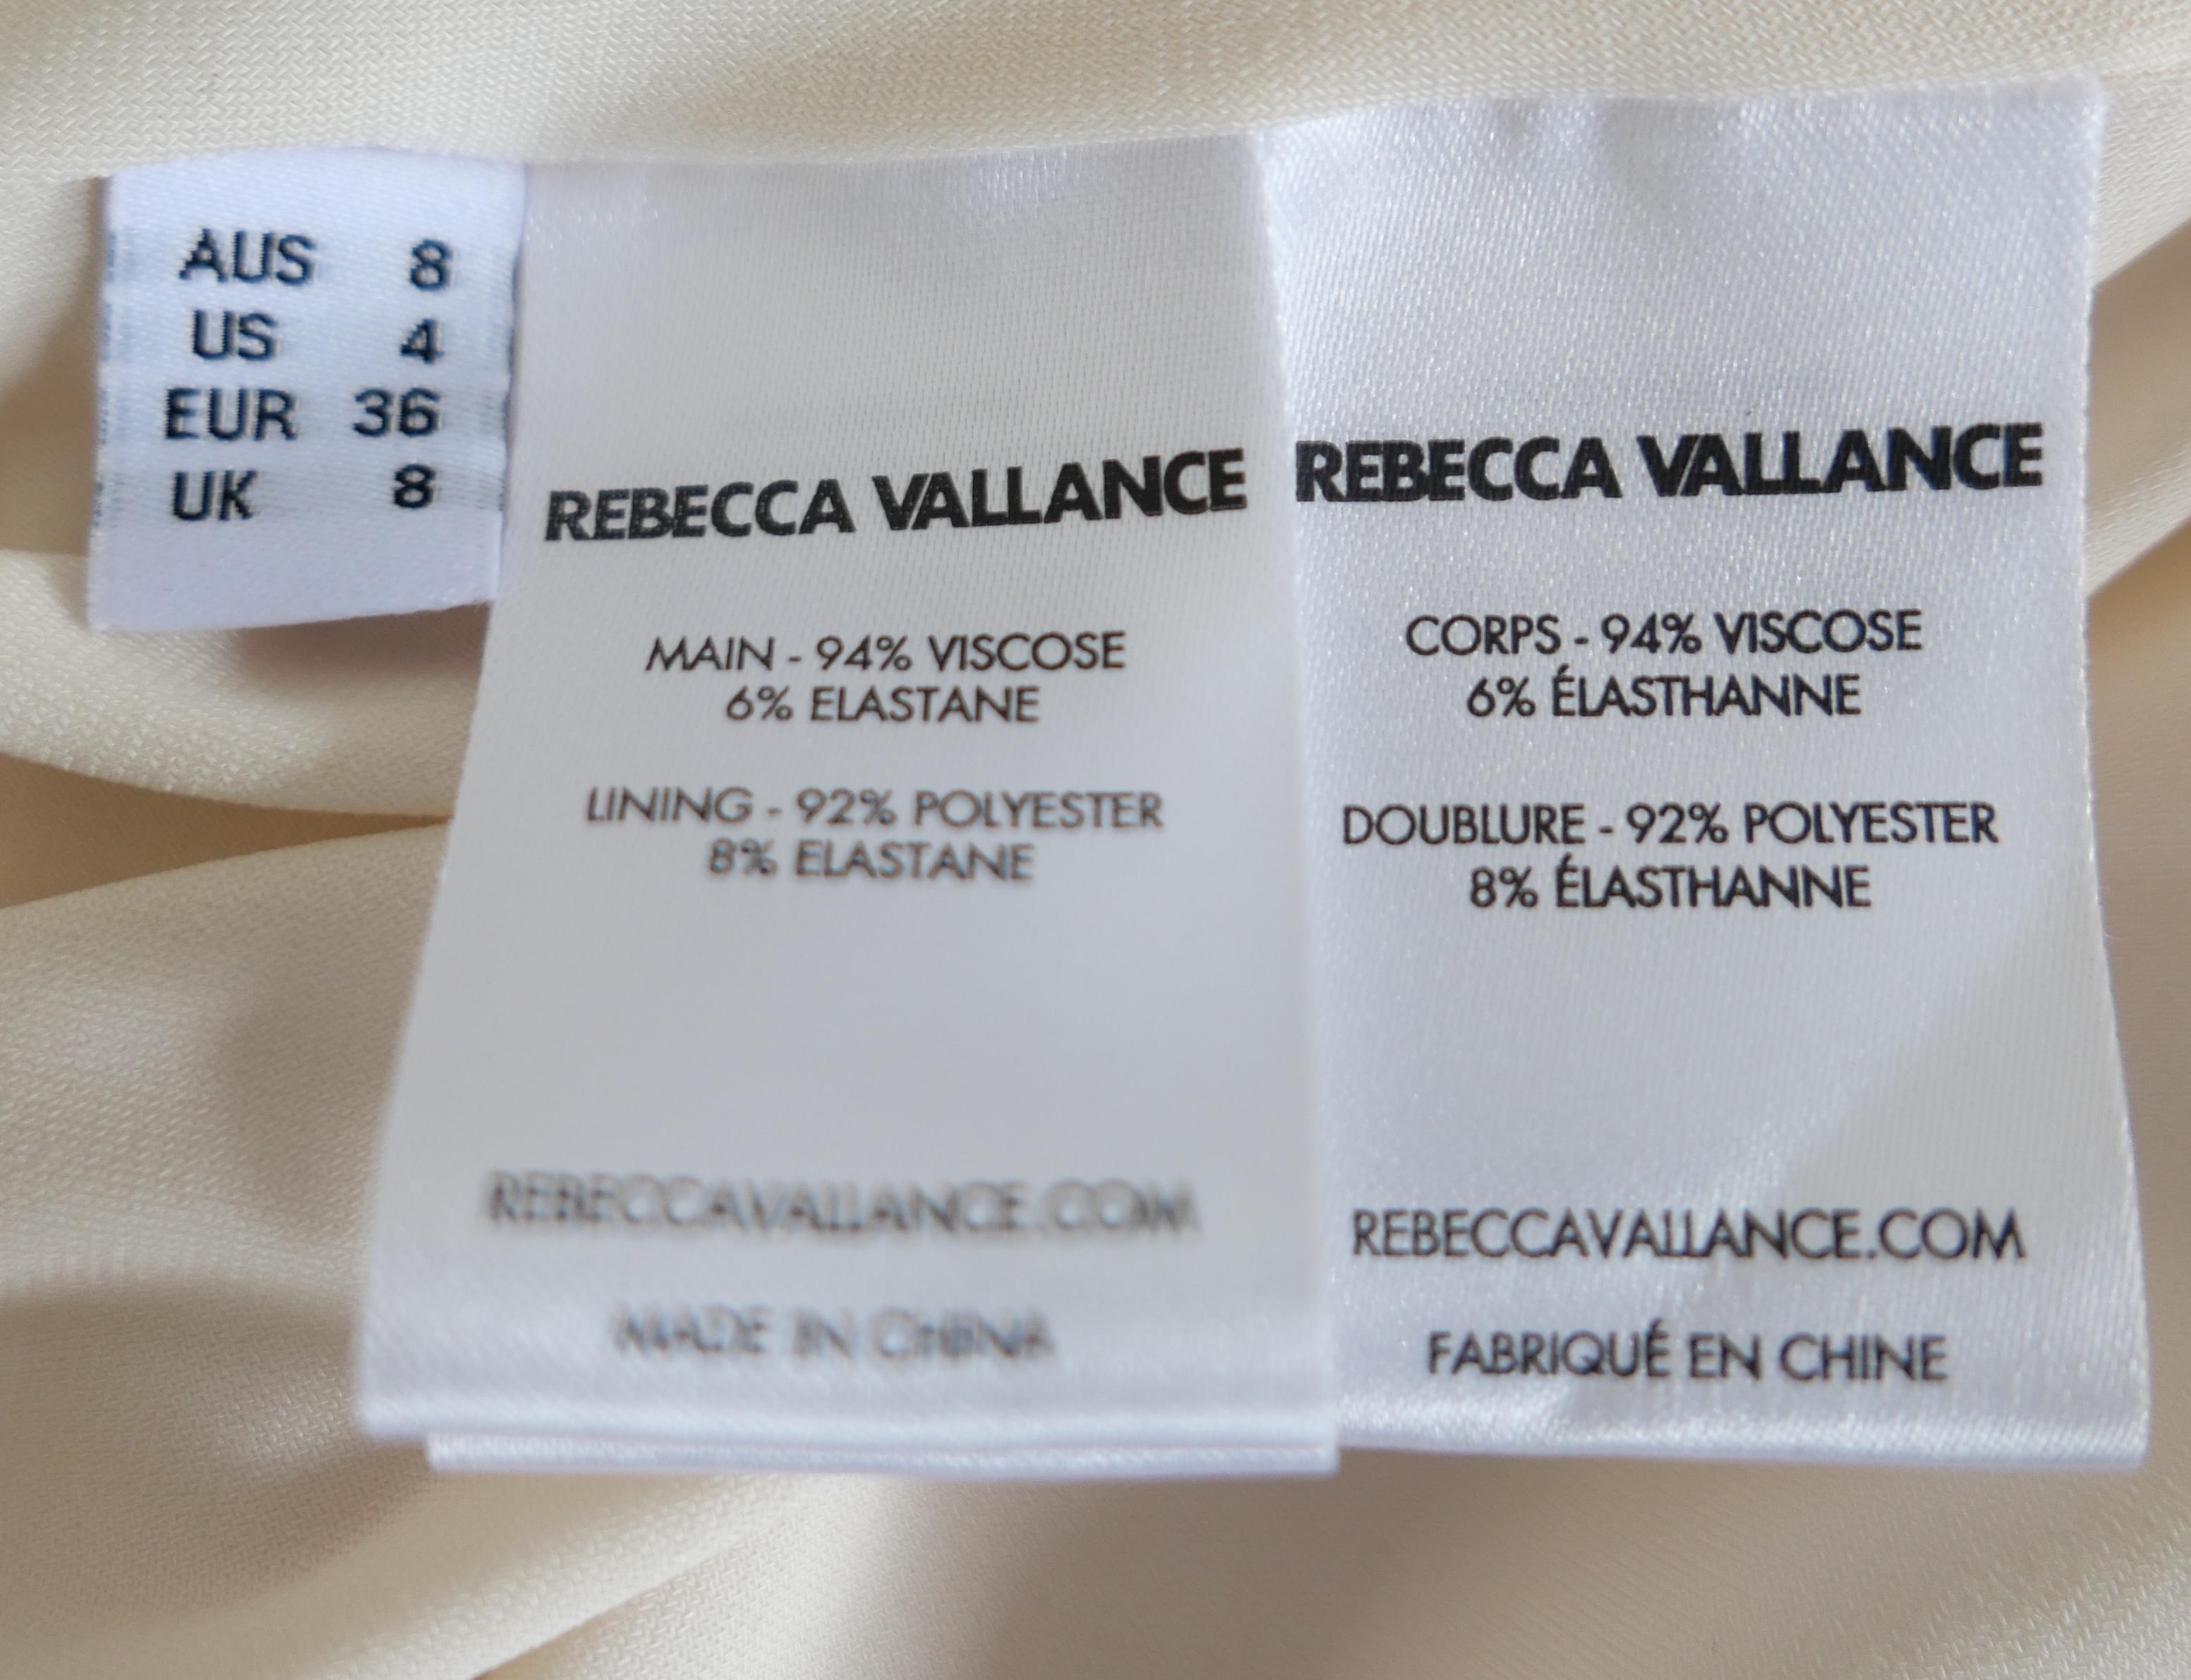 AUS 8
US 4
EUR 36
UK 8
REBECCA VALLANCE
MAIN - 94% VISCOSE
6% ELASTANE
LINING - 92% POLYESTER
8% ELASTANE
REBECCAVALLANCE.COM
MADE IN CHINA
REBECCA VALLANCE
CORPS - 94% VISCOSE
6% ÉLASTHANNE
DOUBLURE - 92% POLYESTER
8% ÉLASTHANNE
REBECCAVALLANCE.COM
FABRIQUÉ EN CHINE